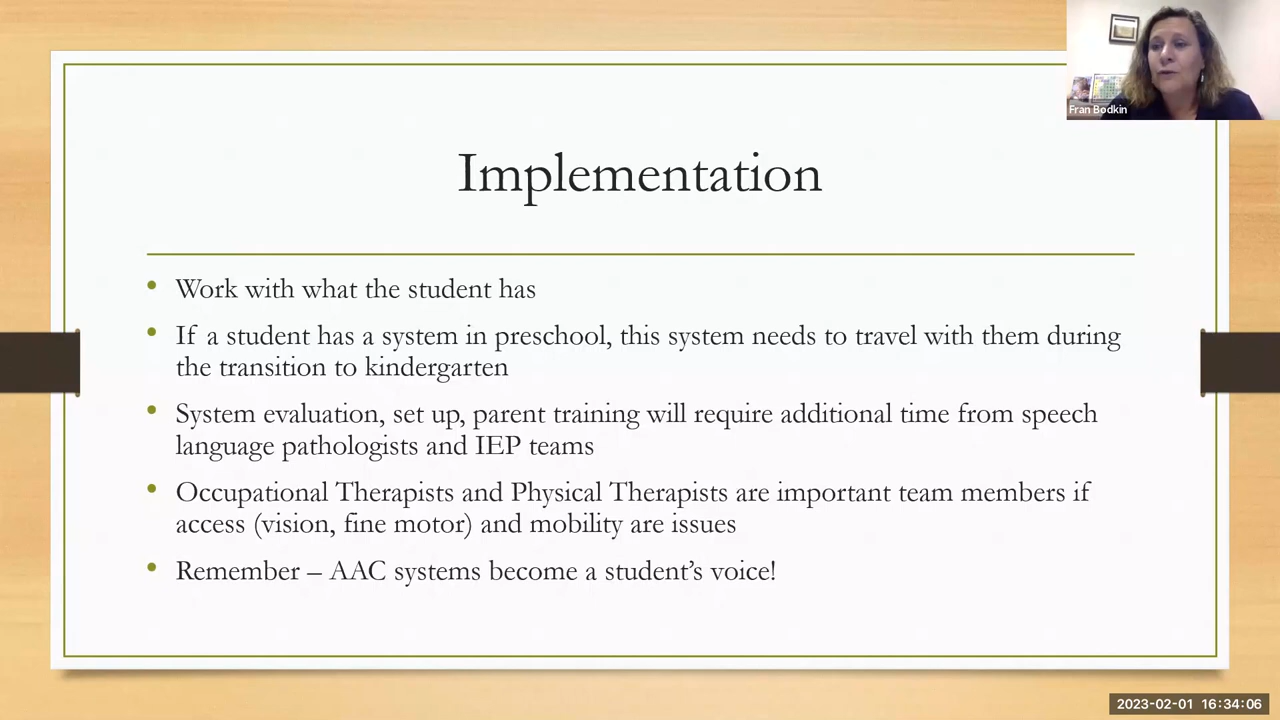 Fran Bodkin
Implementation
• Work with what the student has
• If a student has a system in preschool, this system needs to travel with them during
the transition to kindergarten
• System evaluation, set up, parent training will require additional time from speech
language pathologists and IEP teams
• Occupational Therapists and Physical Therapists are important team members if
access (vision, fine motor) and mobility are issues
• Remember – AAC systems become a student’s voice!
2023-02-01 16:34:06